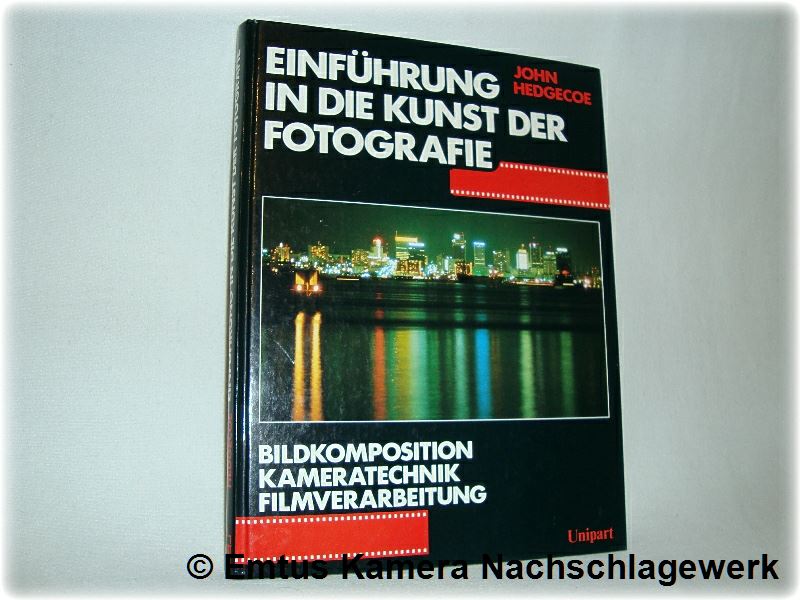 EINFÜHRUNG
IN DIE KUNST DER
FOTOGRAFIE
JOHN
HEDGECOE
BILDKOMPOSITION
KAMERATECHNIK
FILMVERARBEITUNG
Unipart
© Emtus Kamera Nachschlagewerk